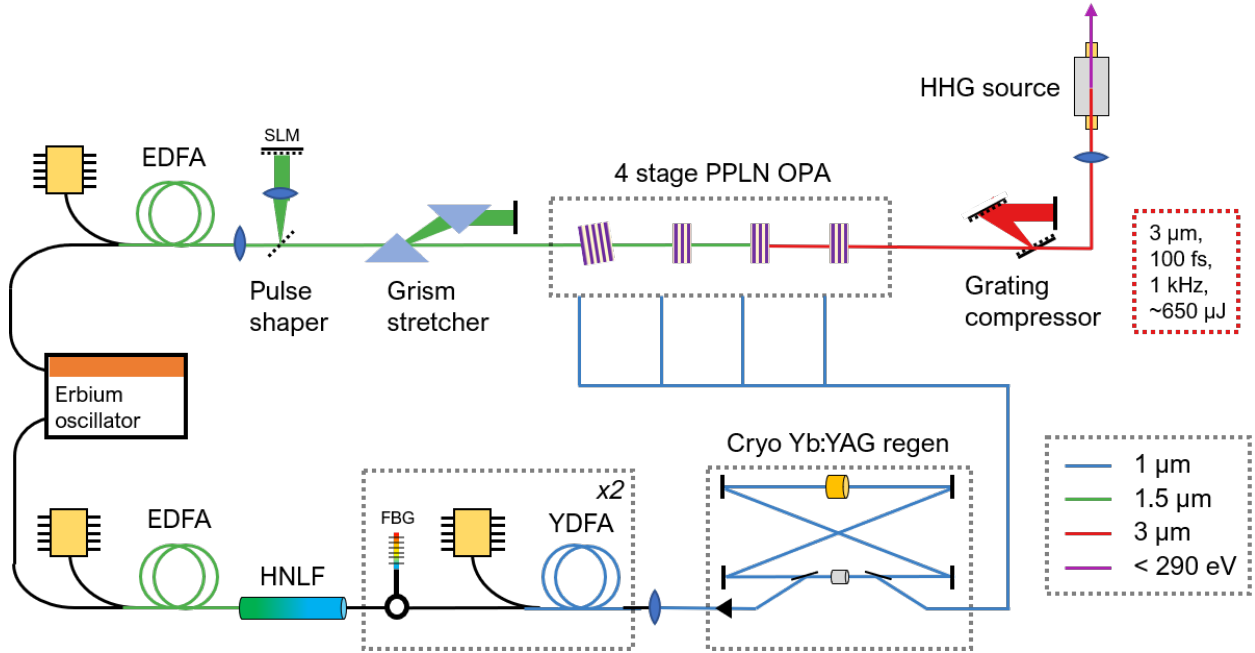 HHG source
SLM
EDFA
4 stage PPLN OPA
Pulse
shaper
Grism
stretcher
Grating
compressor
3 µm,
100 fs,
1 kHz,
~650 µJ
Erbium
oscillator
Cryo Yb:YAG regen
x2
EDFA
FBG
YDFA
HNLF
1 µm
1.5 µm
3 µm
< 290 eV